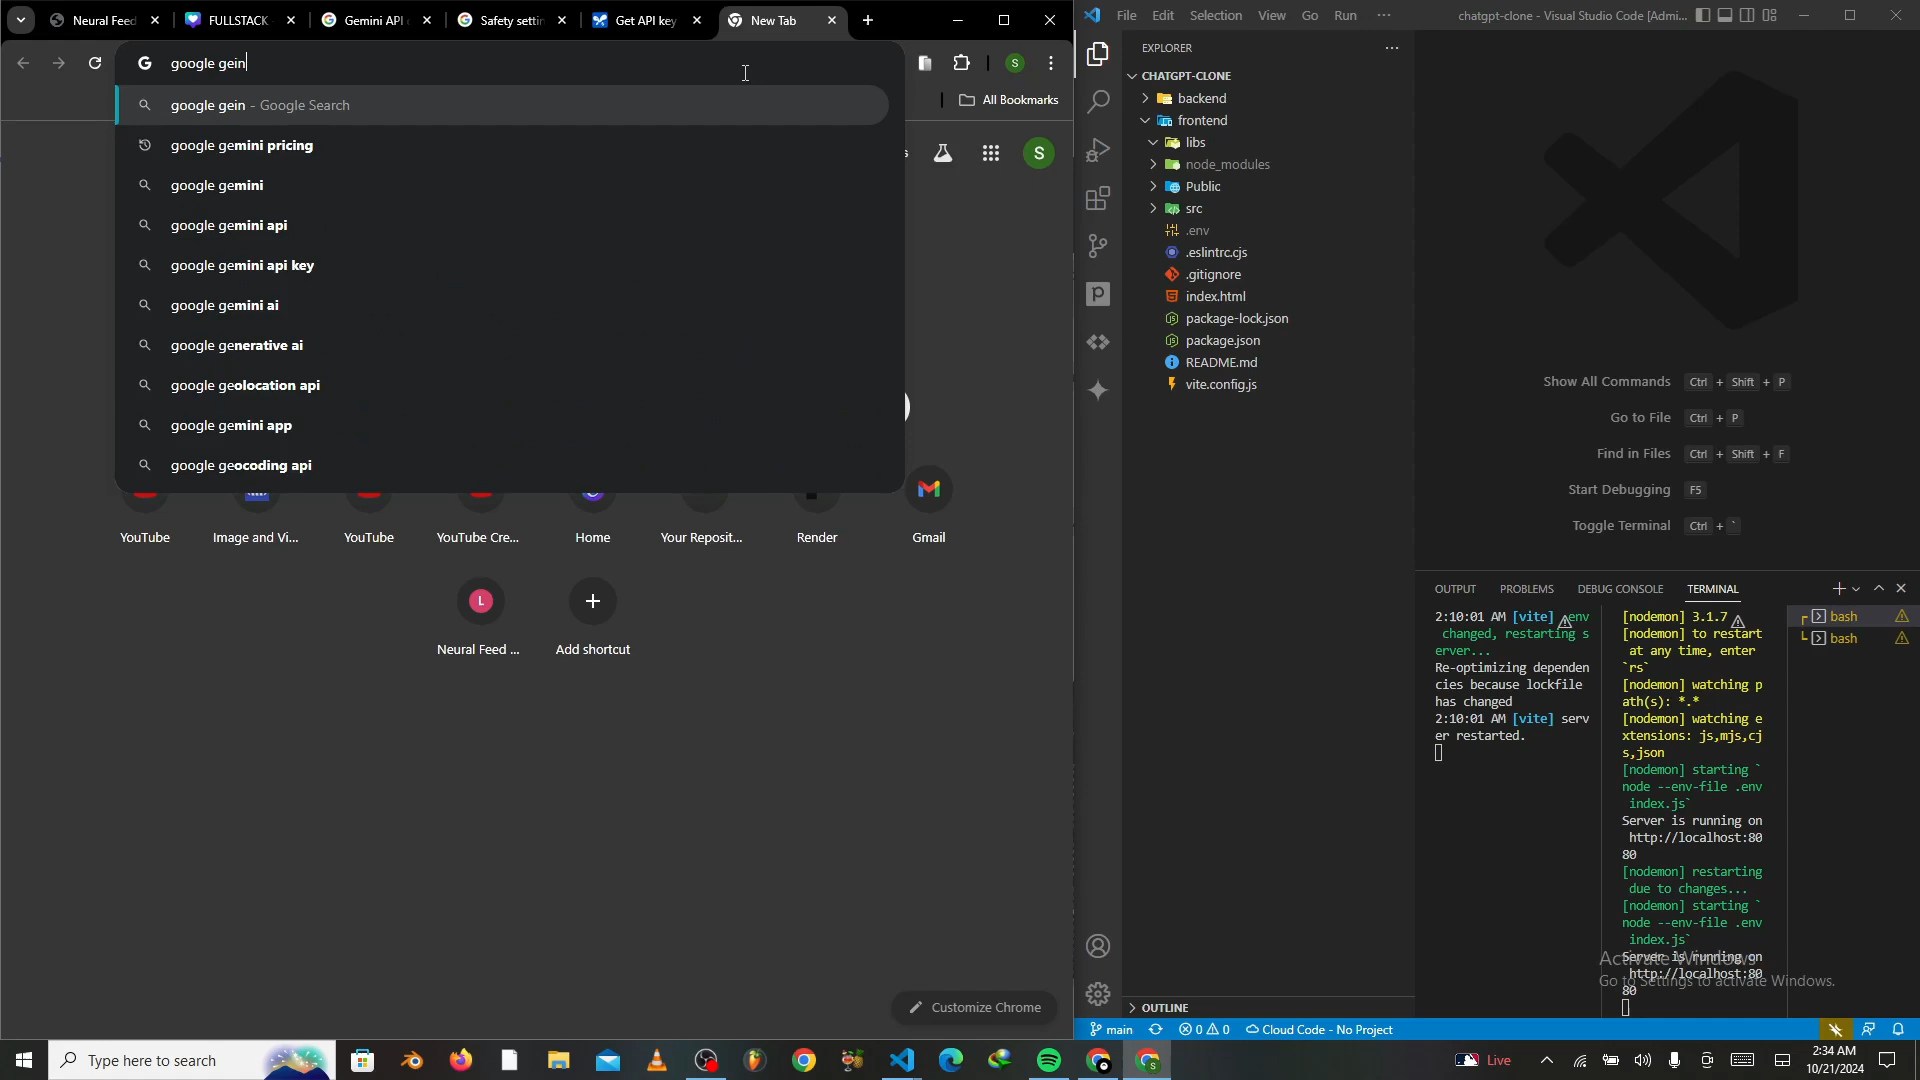 Neural Feed
FULLSTACK
Gemini API
Safety settin
Get API key
New Tab
google gein
google gein - Google Search
google gemini pricing
google gemini
google gemini api
google gemini api key
google gemini ai
google generative ai
google geolocation api
google gemini app
google geocoding api
All Bookmarks
S
S
YouTube
Image and Vi...
YouTube
YouTube Cre...
Home
Your Reposit...
Render
Gmail
L
Neural Feed ...
Add shortcut
Customize Chrome
File Edit Selection View Go Run ...
chatgpt-clone - Visual Studio Code [Admi...
EXPLORER
CHATGPT-CLONE
backend
frontend
libs
node_modules
Public
src
.env
.eslintrc.cjs
.gitignore
index.html
package-lock.json
package.json
README.md
vite.config.js
OUTLINE
Show All Commands Ctrl + Shift + P
Go to File Ctrl + P
Find in Files Ctrl + Shift + F
Start Debugging F5
Toggle Terminal Ctrl + `
OUTPUT PROBLEMS DEBUG CONSOLE TERMINAL
2:10:01 AM [vite] .env
changed, restarting s
erver...
Re-optimizing dependen
cies because lockfile
has changed
2:10:01 AM [vite] serv
er restarted.
[nodemon] 3.1.7
[nodemon] to restart
at any time, enter
`rs`
[nodemon] watching p
ath(s): *.*
[nodemon] watching e
xtensions: js,mjs,cj
s,json
[nodemon] starting `
node --env-file .env
index.js`
Server is running on
http://localhost:80
80
[nodemon] restarting
due to changes...
[nodemon] starting `
node --env-file .env
index.js`
Server is running on
http://localhost:80
80
bash
bash
Activate Windows
Go to Settings to activate Windows.
main
0 0
Cloud Code - No Project
Type here to search
Live
2:34 AM
10/21/2024